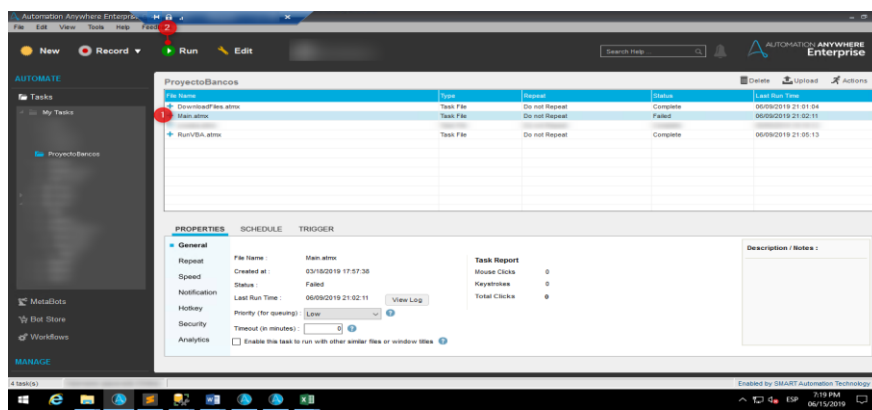 Automation Anywhere Enterpris
File Edit View Tools Help Feed
2
New Record Run Edit
Search Help ...
AUTOMATION ANYWHERE
Enterprise
AUTOMATE
ProyectoBancos
Delete Upload Actions
Tasks
File Name Type Repeat Status Last Run Time
DownloadFiles.atmx Task File Do not Repeat Complete 06/09/2019 21:01:04
My Tasks
1 Main.atmx Task File Do not Repeat Failed 06/09/2019 21:02:11
RunVBA.atmx Task File Do not Repeat Complete 06/09/2019 21:05:13
ProyectoBancos
PROPERTIES SCHEDULE TRIGGER
General
Repeat
Speed
Notification
Hotkey
Security
Analytics
File Name : Main.atmx
Created at : 03/18/2019 17:57:38
Status : Failed
Last Run Time : 06/09/2019 21:02:11 View Log
Priority (for queuing) : Low
Timeout (in minutes) : 0
Enable this task to run with other similar files or window titles
Task Report
Mouse Clicks 0
Keystrokes 0
Total Clicks 0
Description / Notes :
MetaBots
Bot Store
Workflows
MANAGE
4 task(s)
Enabled by SMART Automation Technology
ESP
7:19 PM
06/15/2019